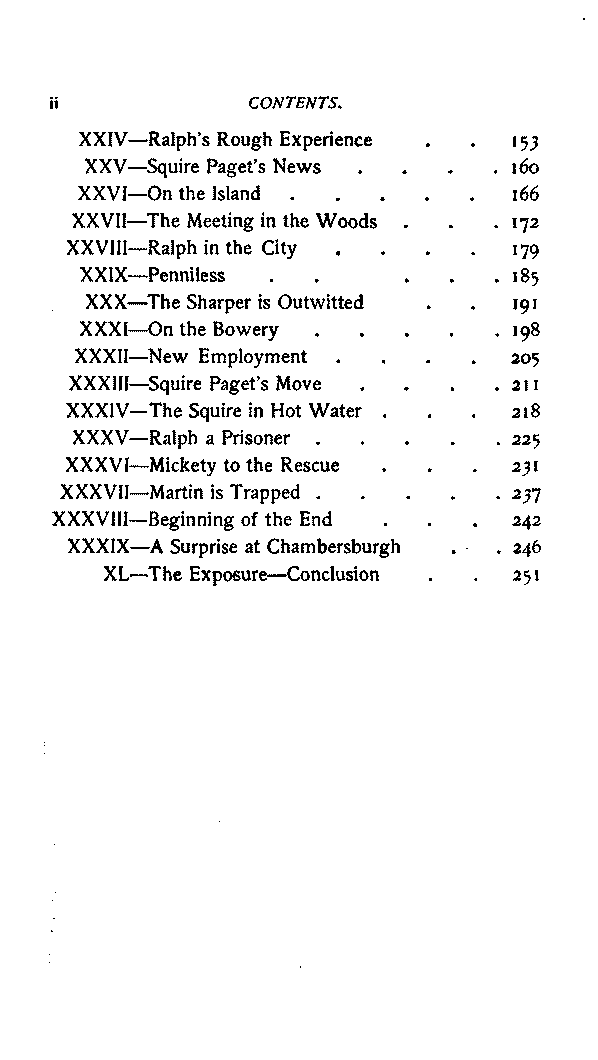 ii CONTENTS.
XXIV—Ralph's Rough Experience . . 153
XXV—Squire Paget's News . . . . 160
XXVI—On the Island . . . . . 166
XXVII—The Meeting in the Woods . . . 172
XXVIII—Ralph in the City . . . . 179
XXIX—Penniless . . . . . 185
XXX—The Sharper is Outwitted . . 191
XXXI—On the Bowery . . . . . 198
XXXII—New Employment . . . . 205
XXXIII—Squire Paget's Move . . . . 211
XXXIV—The Squire in Hot Water . . . 218
XXXV—Ralph a Prisoner . . . . . 225
XXXVI—Mickety to the Rescue . . . 231
XXXVII—Martin is Trapped . . . . . 237
XXXVIII—Beginning of the End . . . 242
XXXIX—A Surprise at Chambersburgh . . 246
XL—The Exposure—Conclusion . . 251